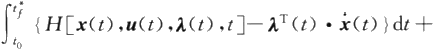 ∫_{t_0}^{t_f^*} {H[x(t),u(t),λ(t),t]−λ^T(t)·ẋ(t)}dt+